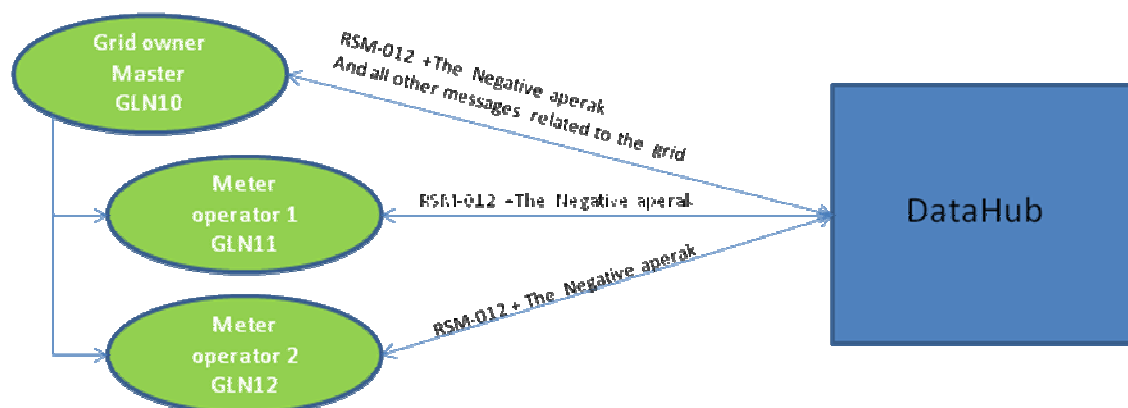 Grid owner
Master
GLN10
RSM-012 +The Negative aperak
And all other messages related to the grid
Meter
operator 1
GLN11
RSM-012 +The Negative aperak
DataHub
Meter
operator 2
GLN12
RSM-012 + The Negative aperak